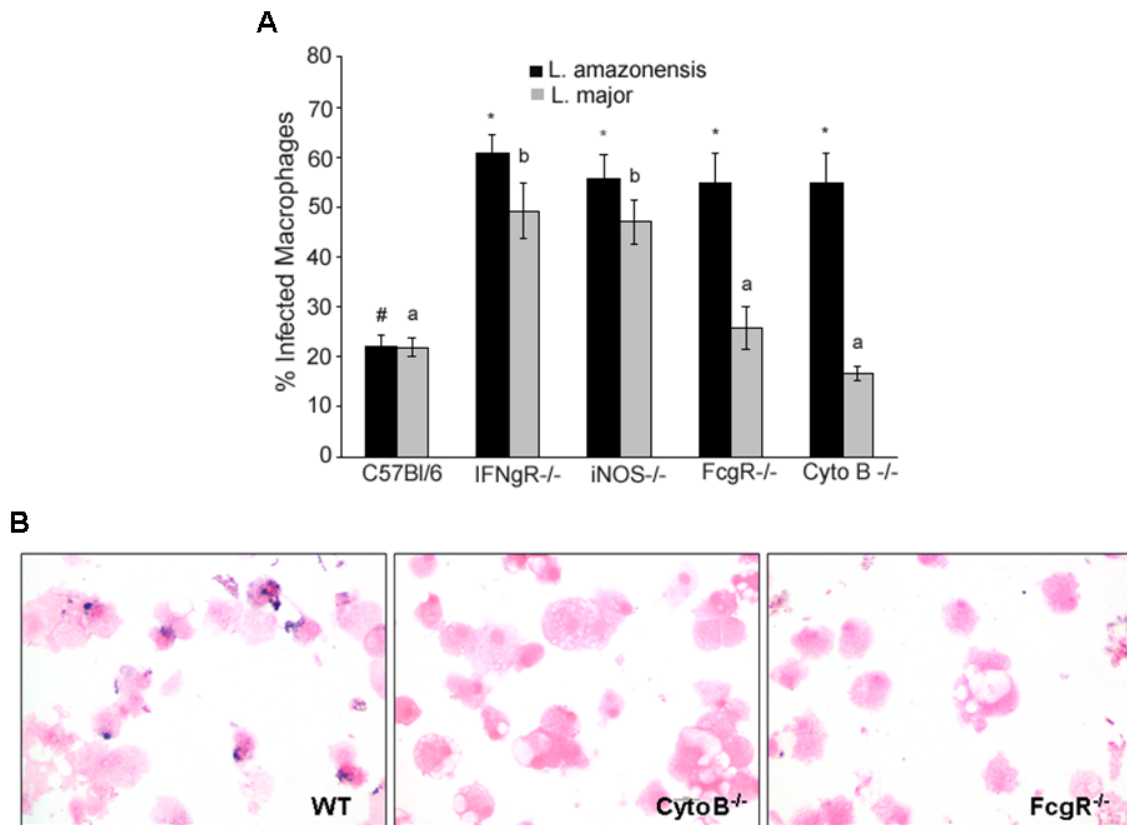 A
80
70
60
50
40
30
20
10
0
% Infected Macrophages
L. amazonensis
L. major
# a
* b
* b
* a
* a
C57Bl/6 IFNgR-/- iNOS-/- FcgR-/- Cyto B -/-
B
WT
CytoB-/-
FcgR-/-